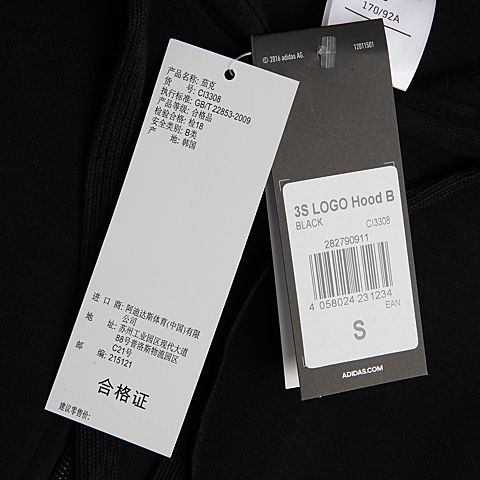 170/92A
© 2016 adidas AG.
12011501
产品名称: 茄克
货 号: CI3308
执行标准: GB/T 22853-2009
产品等级: 合格品
检验合格: 检18
安全类别: B类
产 地: 韩国
进 口 商: 阿迪达斯体育(中国)有限
公司
地 址: 苏州工业园区现代大道
88号普洛斯物流园区
C21号
邮 编: 215121
合格证
建议零售价:
3S LOGO Hood B
BLACK
CI3308
282790911
4 058024 231234
EAN
S
ADIDAS.COM